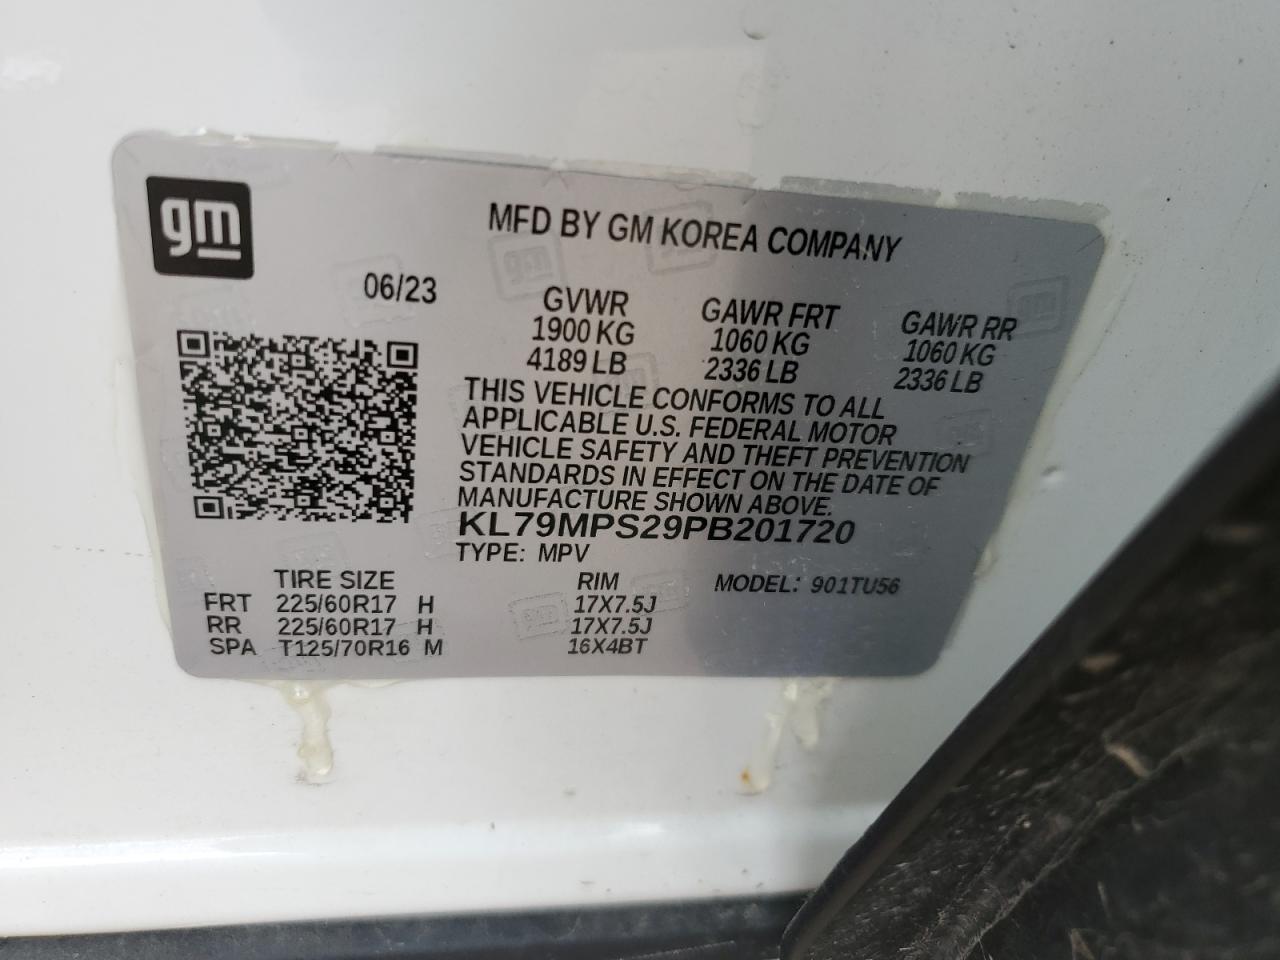 gm
MFD BY GM KOREA COMPANY
06/23
GVWR GAWR FRT GAWR RR
1900 KG 1060 KG 1060 KG
4189 LB 2336 LB 2336 LB
THIS VEHICLE CONFORMS TO ALL
APPLICABLE U.S. FEDERAL MOTOR
VEHICLE SAFETY AND THEFT PREVENTION
STANDARDS IN EFFECT ON THE DATE OF
MANUFACTURE SHOWN ABOVE.
KL79MPS29PB201720
TYPE: MPV
TIRE SIZE RIM MODEL: 901TU56
FRT 225/60R17 H 17X7.5J
RR 225/60R17 H 17X7.5J
SPA T125/70R16 M 16X4BT